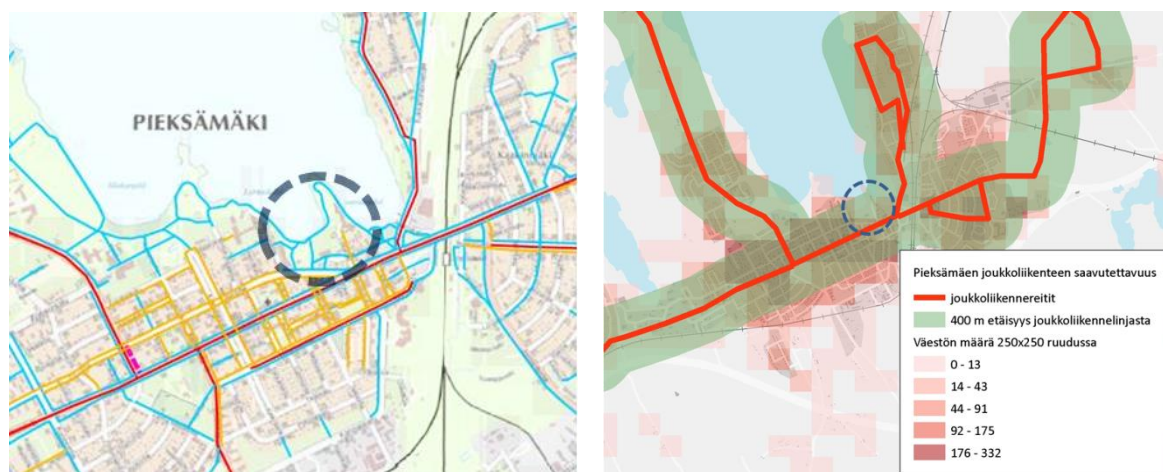 PIEKSÄMÄKI
Pieksämäen joukkoliikenteen saavutettavuus
joukkoliikennereitit
400 m etäisyys joukkoliikennelinjasta
Väestön määrä 250x250 ruudussa
0 - 13
14 - 43
44 - 91
92 - 175
176 - 332